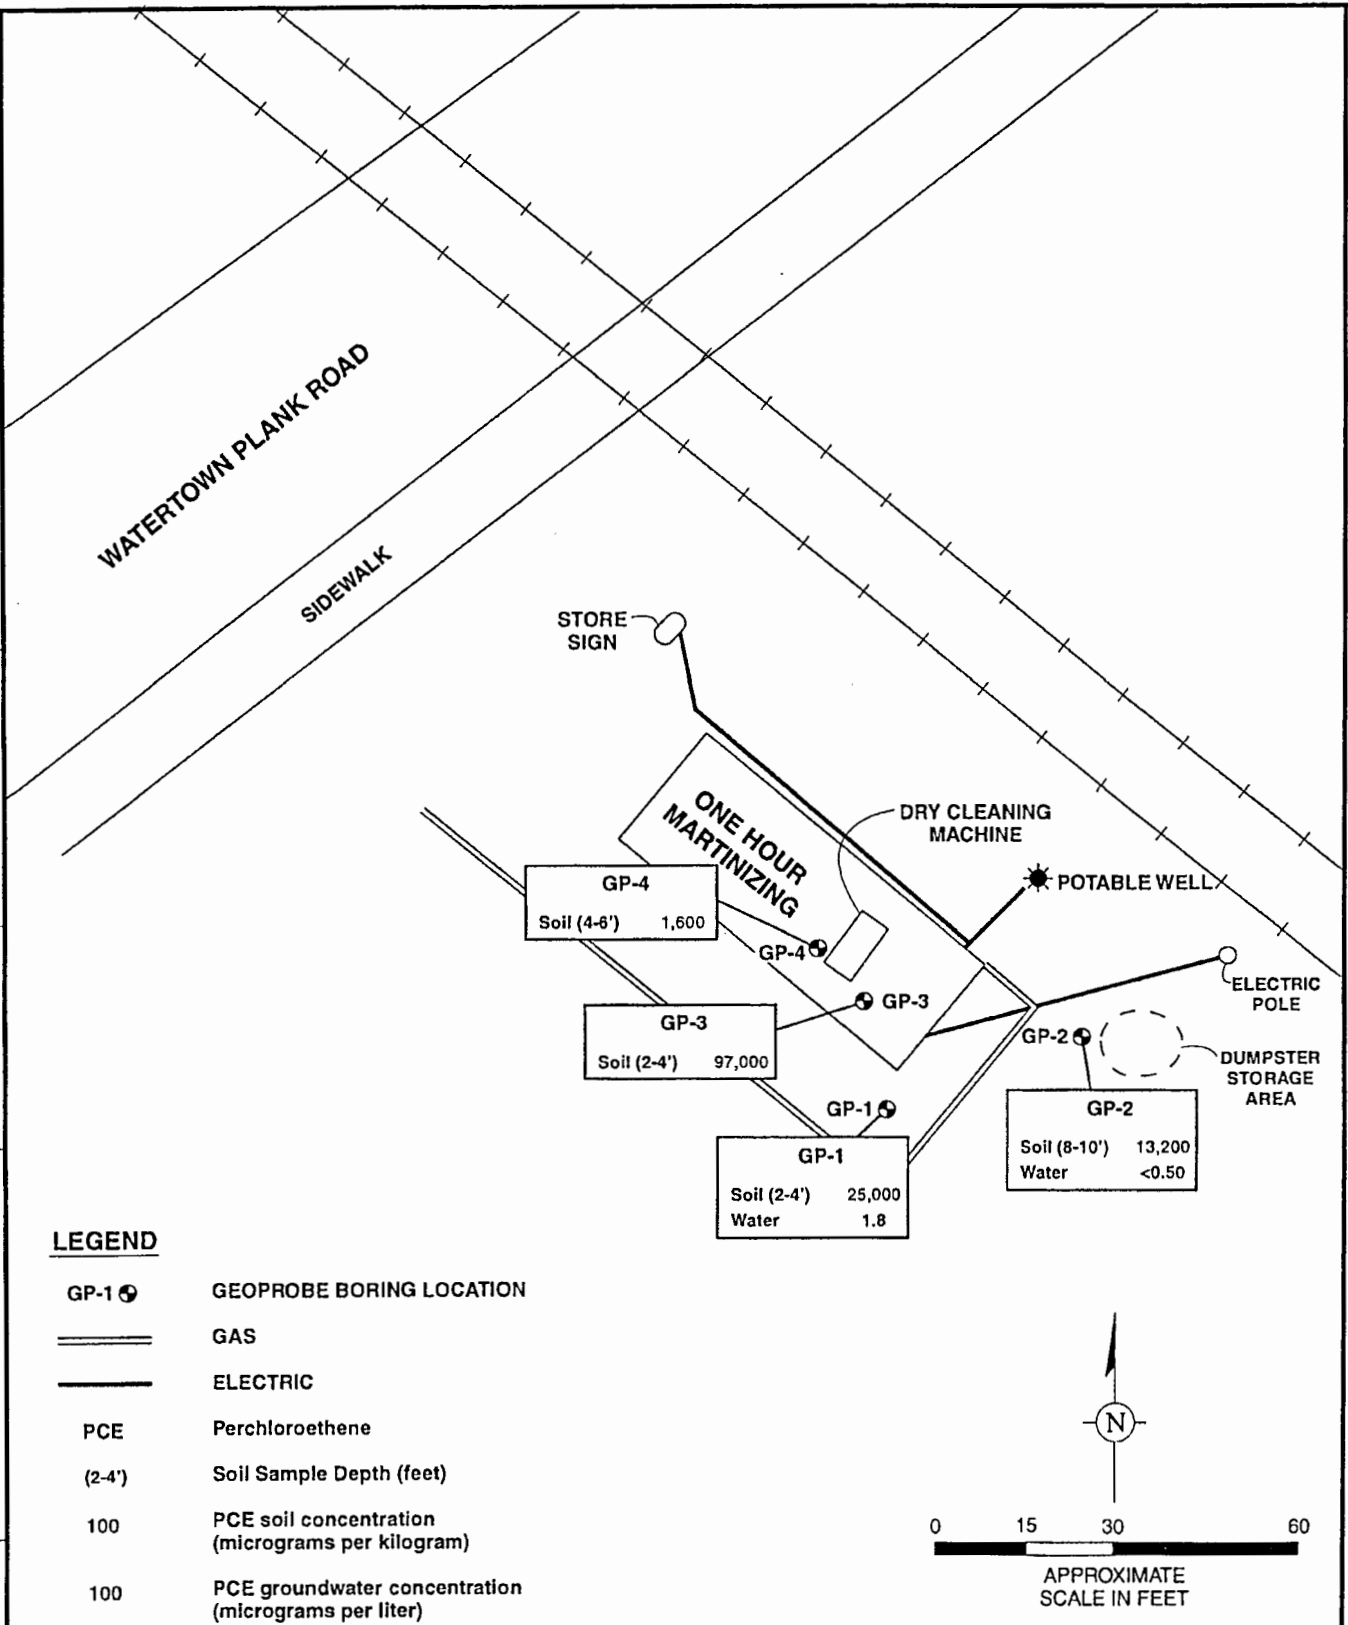 WATERTOWN PLANK ROAD
SIDEWALK
STORE
SIGN
ONE HOUR
MARTINIZING
DRY CLEANING
MACHINE
POTABLE WELL
GP-4
Soil (4-6') 1,600
GP-4
GP-3
GP-3
Soil (2-4') 97,000
ELECTRIC
POLE
GP-2
DUMPSTER
STORAGE
AREA
GP-2
Soil (8-10') 13,200
Water <0.50
GP-1
GP-1
Soil (2-4') 25,000
Water 1.8
LEGEND
GP-1 GEOPROBE BORING LOCATION
GAS
ELECTRIC
PCE Perchloroethene
(2-4') Soil Sample Depth (feet)
100 PCE soil concentration
(micrograms per kilogram)
100 PCE groundwater concentration
(micrograms per liter)
N
0 15 30 60
APPROXIMATE
SCALE IN FEET